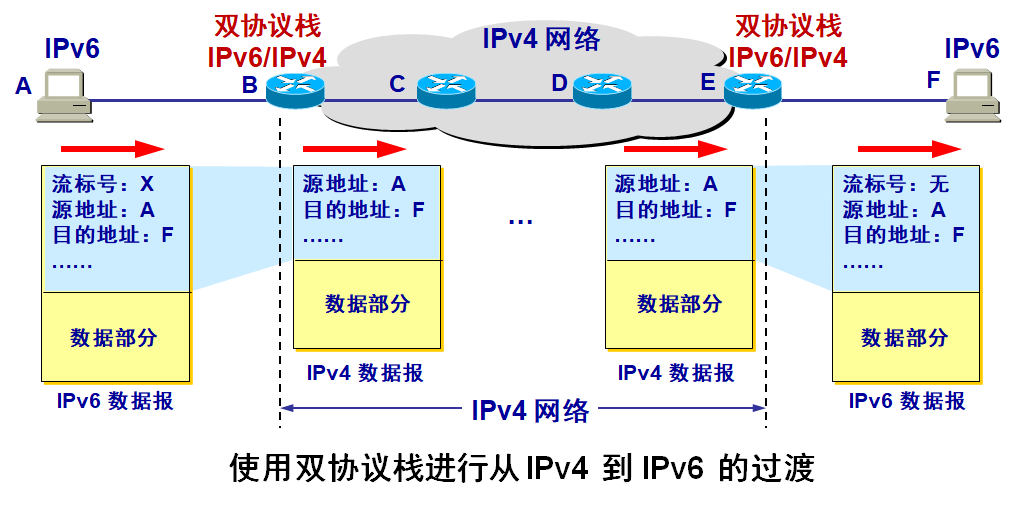 双协议栈
IPv6/IPv4
双协议栈
IPv6/IPv4
IPv6
IPv4 网络
IPv6
A
B
C
D
E
F
流标号：X
源地址：A
目的地址：F
……
数据部分
IPv6 数据报
源地址：A
目的地址：F
……
数据部分
IPv4 数据报
…
源地址：A
目的地址：F
……
数据部分
IPv4 数据报
流标号：无
源地址：A
目的地址：F
……
数据部分
IPv6 数据报
IPv4 网络
使用双协议栈进行从 IPv4 到 IPv6 的过渡